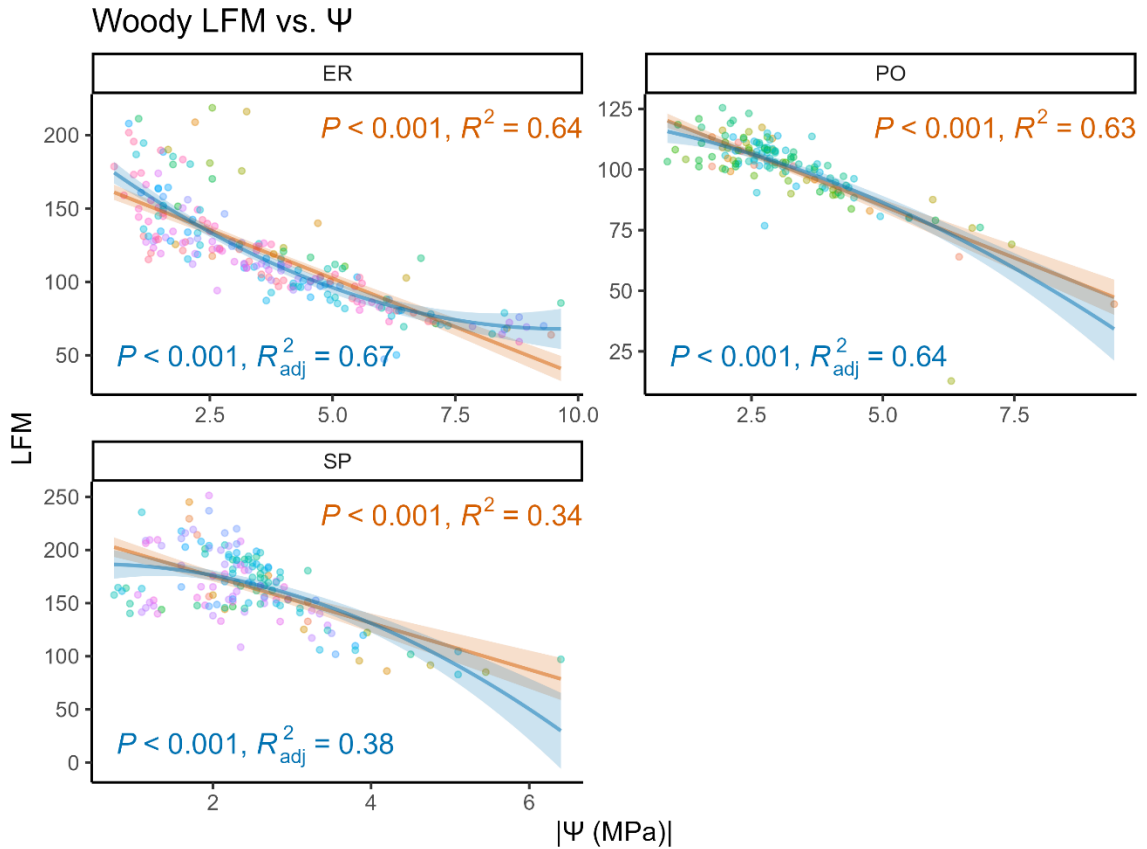 Woody LFM vs. Ψ
ER
P < 0.001, R² = 0.64
P < 0.001, R²adj = 0.67
200
150
100
50
2.5 5.0 7.5 10.0
PO
P < 0.001, R² = 0.63
P < 0.001, R²adj = 0.64
125
100
75
50
25
2.5 5.0 7.5
SP
P < 0.001, R² = 0.34
P < 0.001, R²adj = 0.38
250
200
150
100
50
0
2 4 6
LFM
|Ψ (MPa)|